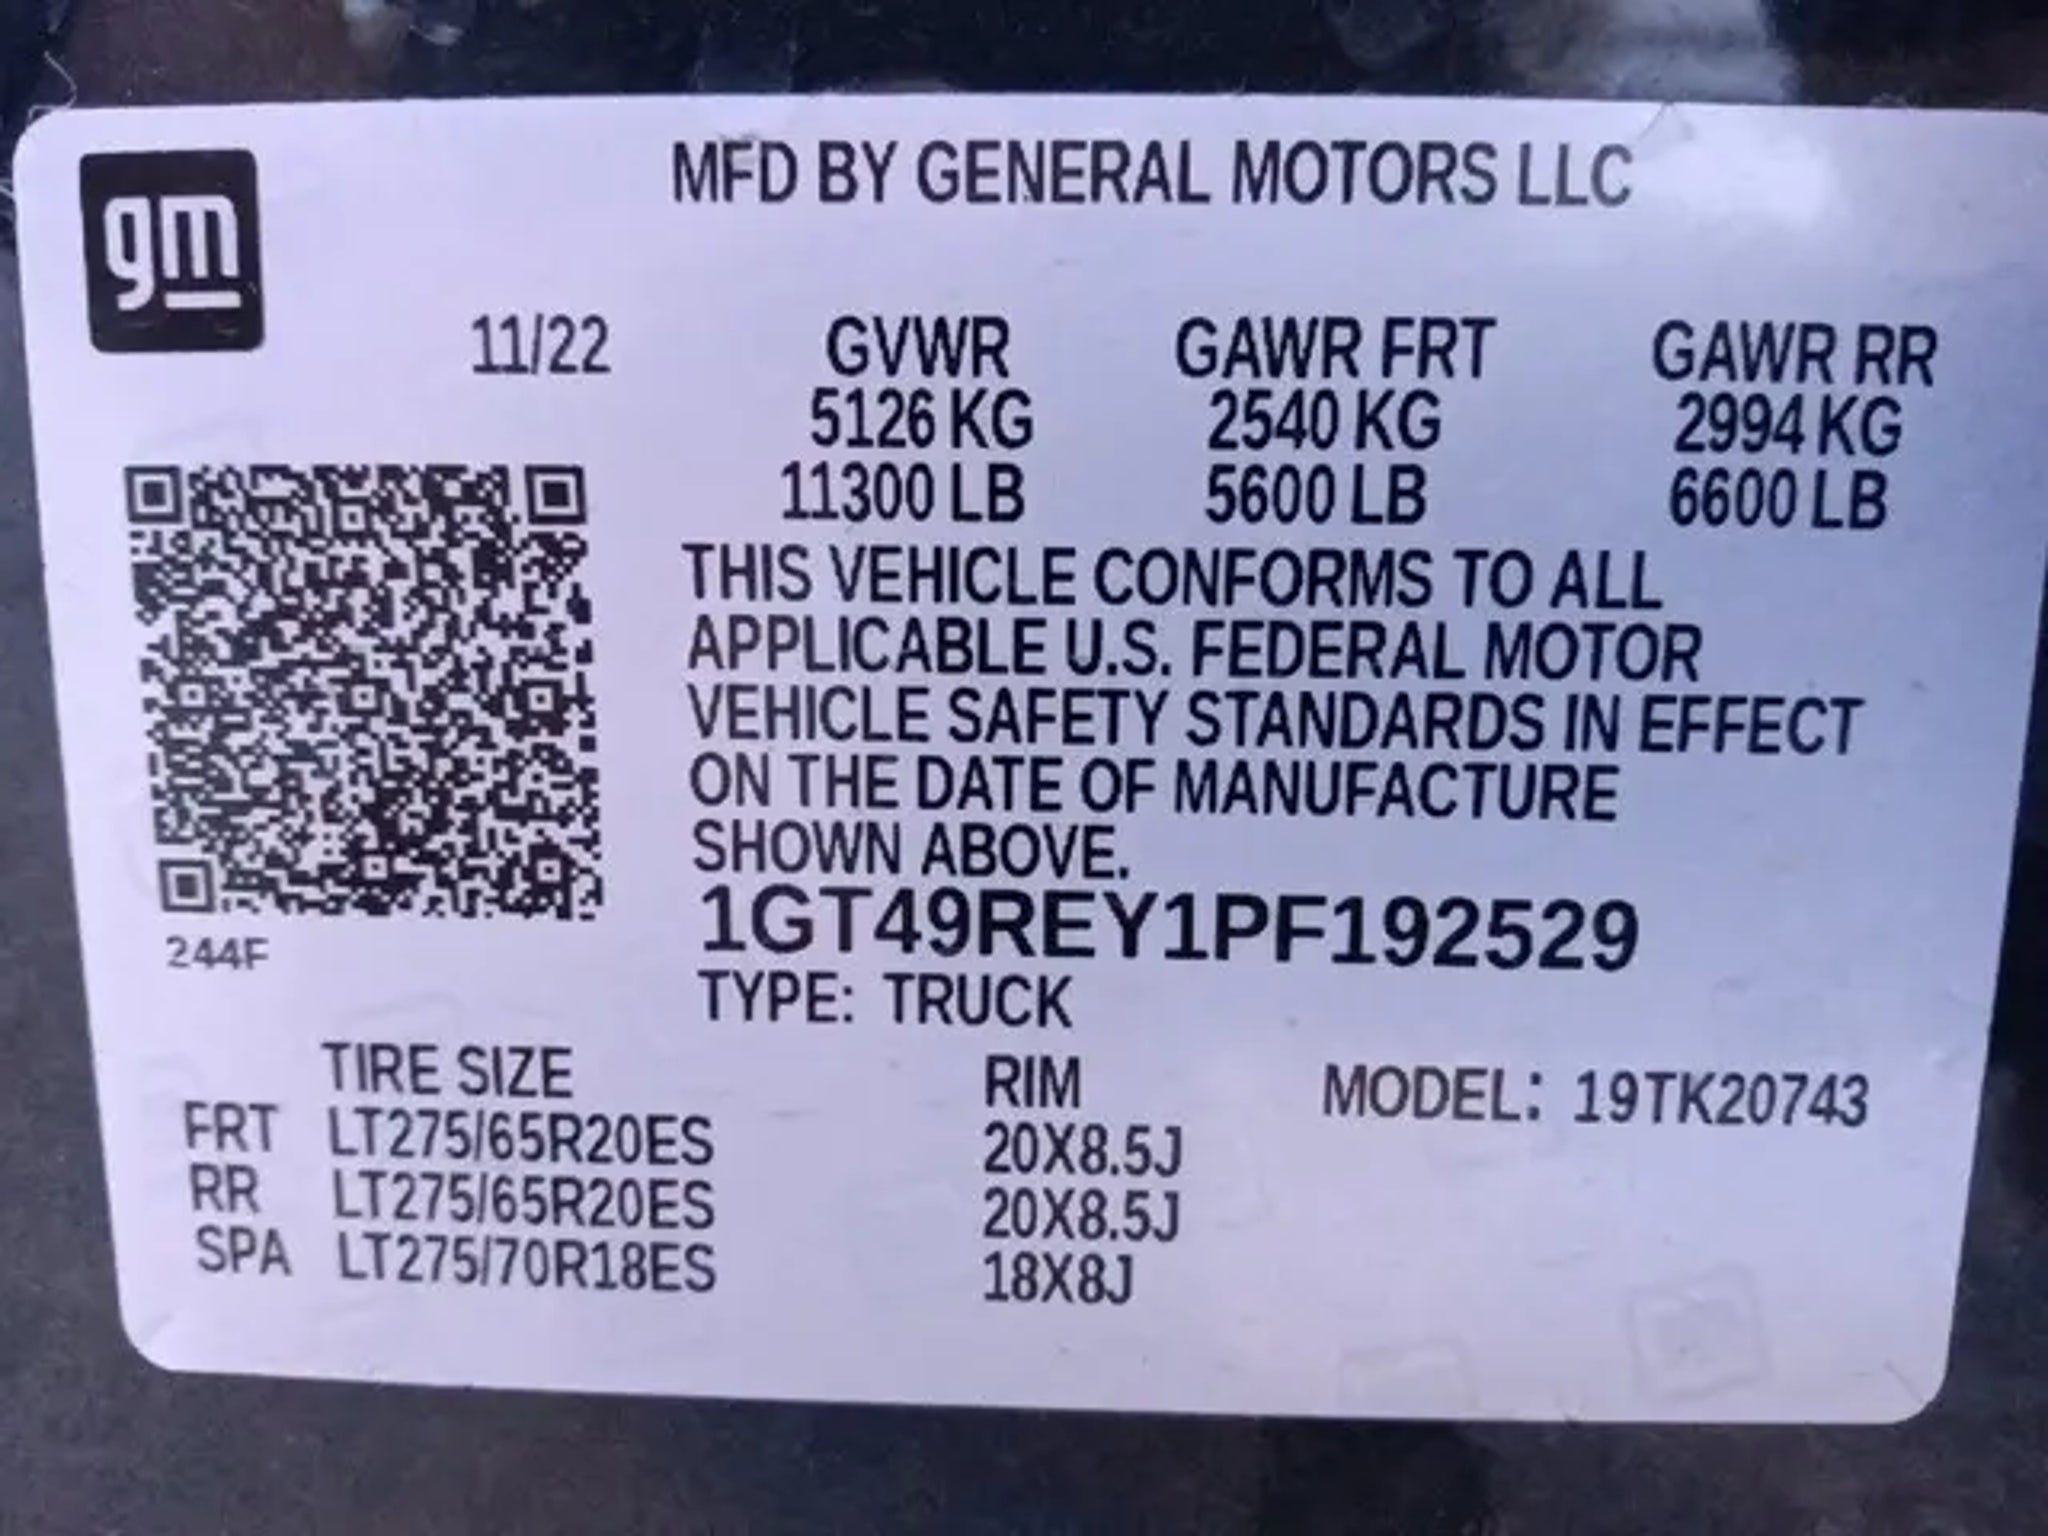 gm
MFD BY GENERAL MOTORS LLC
11/22 GVWR GAWR FRT GAWR RR
5126 KG 2540 KG 2994 KG
11300 LB 5600 LB 6600 LB
THIS VEHICLE CONFORMS TO ALL
APPLICABLE U.S. FEDERAL MOTOR
VEHICLE SAFETY STANDARDS IN EFFECT
ON THE DATE OF MANUFACTURE
SHOWN ABOVE.
1GT49REY1PF192529
244F
TYPE: TRUCK
TIRE SIZE RIM MODEL: 19TK20743
FRT LT275/65R20ES 20X8.5J
RR LT275/65R20ES 20X8.5J
SPA LT275/70R18ES 18X8J